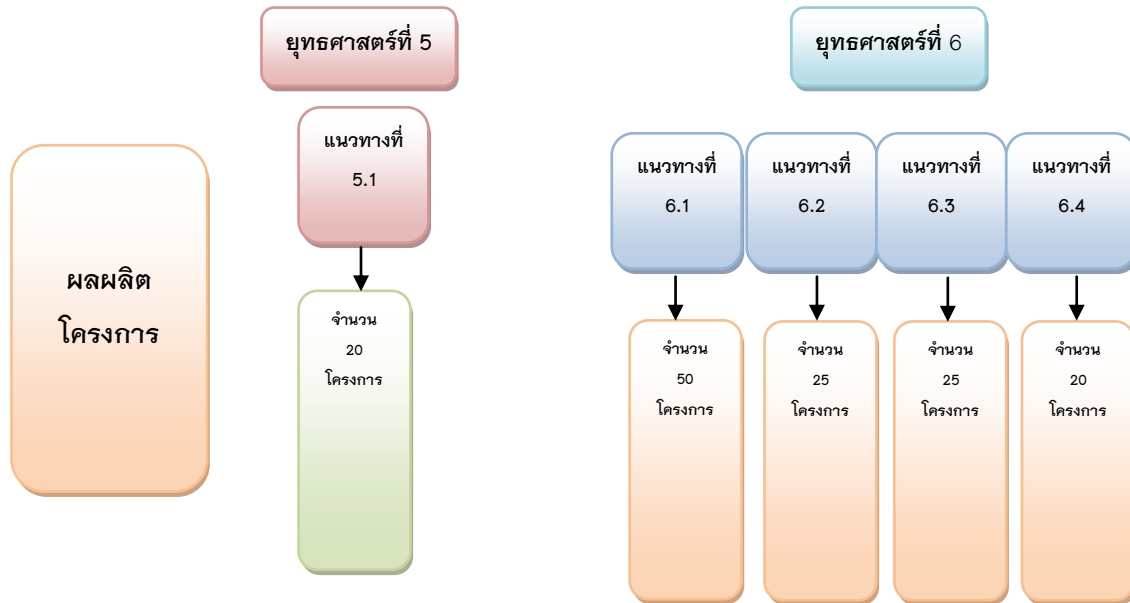 ยุทธศาสตร์ที่ 5
ยุทธศาสตร์ที่ 6
ผลผลิต
โครงการ
แนวทางที่
5.1
จำนวน
20
โครงการ
แนวทางที่
6.1
จำนวน
50
โครงการ
แนวทางที่
6.2
จำนวน
25
โครงการ
แนวทางที่
6.3
จำนวน
25
โครงการ
แนวทางที่
6.4
จำนวน
20
โครงการ